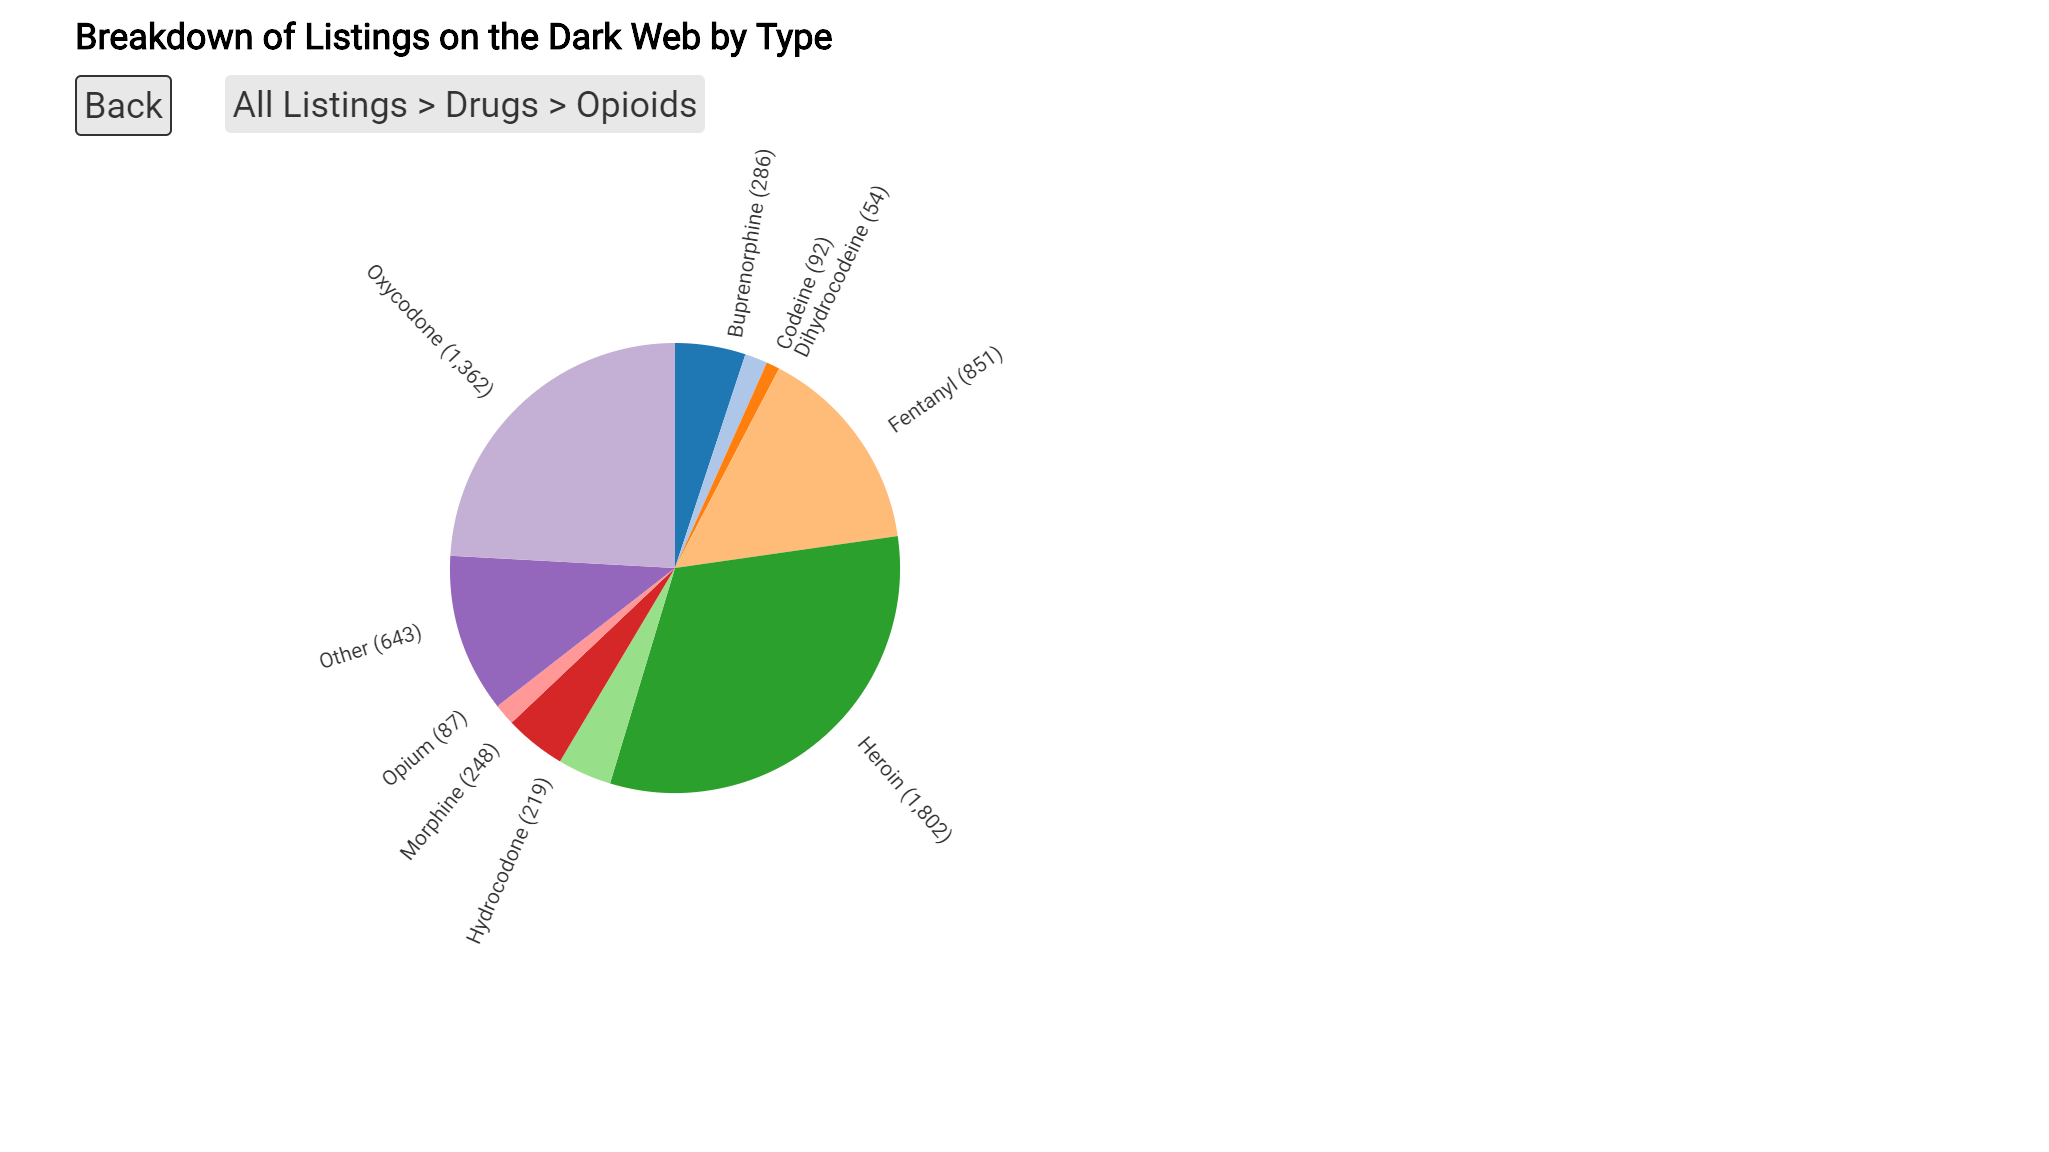 Breakdown of Listings on the Dark Web by Type
Back
All Listings > Drugs > Opioids
Buprenorphine (286)
Codeine (92)
Dihydrocodeine (54)
Fentanyl (851)
Heroin (1,802)
Hydrocodone (219)
Morphine (248)
Opium (87)
Other (643)
Oxycodone (1,362)